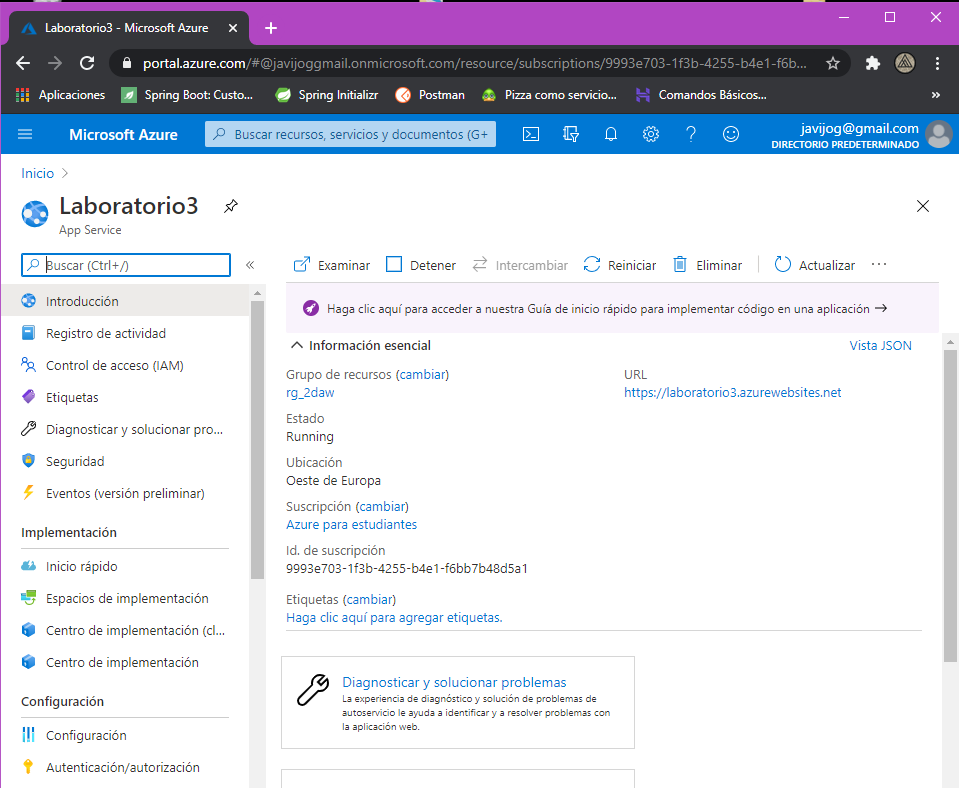 Laboratorio3 - Microsoft Azure
portal.azure.com/#@javijoggmail.onmicrosoft.com/resource/subscriptions/9993e703-1f3b-4255-b4e1-f6b...
Aplicaciones
Spring Boot: Custo...
Spring Initializr
Postman
Pizza como servicio...
Comandos Básicos...
»
Microsoft Azure
Buscar recursos, servicios y documentos (G+
javijog@gmail.com
DIRECTORIO PREDETERMINADO
Inicio
Laboratorio3
App Service
Buscar (Ctrl+/)
«
Examinar
Detener
Intercambiar
Reiniciar
Eliminar
Actualizar
...
Introducción
Registro de actividad
Control de acceso (IAM)
Etiquetas
Diagnosticar y solucionar pro...
Seguridad
Eventos (versión preliminar)
Implementación
Inicio rápido
Espacios de implementación
Centro de implementación (cl...
Centro de implementación
Configuración
Configuración
Autenticación/autorización
Haga clic aquí para acceder a nuestra Guía de inicio rápido para implementar código en una aplicación →
Información esencial
Vista JSON
Grupo de recursos (cambiar)
rg_2daw
Estado
Running
Ubicación
Oeste de Europa
Suscripción (cambiar)
Azure para estudiantes
Id. de suscripción
9993e703-1f3b-4255-b4e1-f6bb7b48d5a1
Etiquetas (cambiar)
Haga clic aquí para agregar etiquetas.
URL
https://laboratorio3.azurewebsites.net
Diagnosticar y solucionar problemas
La experiencia de diagnóstico y solución de problemas de
autoservicio le ayuda a identificar y a resolver problemas con
la aplicación web.